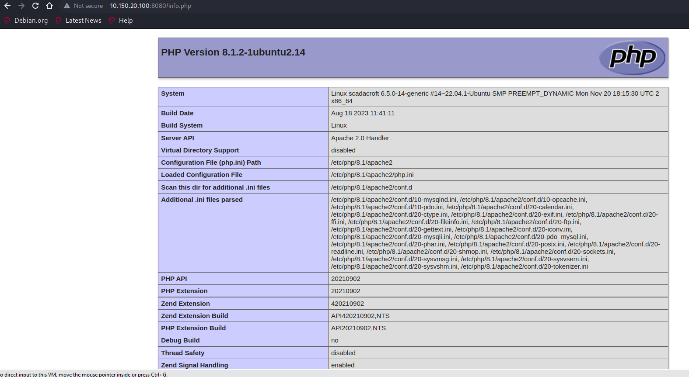 Not secure 10.150.20.100:8080/info.php
Debian.org Latest News Help
PHP Version 8.1.2-1ubuntu2.14
php
System Linux scadacroft 6.5.0-14-generic #14~22.04.1-Ubuntu SMP PREEMPT_DYNAMIC Mon Nov 20 18:15:30 UTC 2
x86_64
Build Date Aug 18 2023 11:41:11
Build System Linux
Server API Apache 2.0 Handler
Virtual Directory Support disabled
Configuration File (php.ini) Path /etc/php/8.1/apache2
Loaded Configuration File /etc/php/8.1/apache2/php.ini
Scan this dir for additional .ini files /etc/php/8.1/apache2/conf.d
Additional .ini files parsed /etc/php/8.1/apache2/conf.d/10-mysqlnd.ini, /etc/php/8.1/apache2/conf.d/10-opcache.ini,
/etc/php/8.1/apache2/conf.d/10-pdo.ini, /etc/php/8.1/apache2/conf.d/20-calendar.ini,
/etc/php/8.1/apache2/conf.d/20-ctype.ini, /etc/php/8.1/apache2/conf.d/20-exif.ini, /etc/php/8.1/apache2/conf.d/20-
ffi.ini, /etc/php/8.1/apache2/conf.d/20-fileinfo.ini, /etc/php/8.1/apache2/conf.d/20-ftp.ini,
/etc/php/8.1/apache2/conf.d/20-gettext.ini, /etc/php/8.1/apache2/conf.d/20-iconv.ini,
/etc/php/8.1/apache2/conf.d/20-mysqli.ini, /etc/php/8.1/apache2/conf.d/20-pdo_mysql.ini,
/etc/php/8.1/apache2/conf.d/20-phar.ini, /etc/php/8.1/apache2/conf.d/20-posix.ini, /etc/php/8.1/apache2/conf.d/20-
readline.ini, /etc/php/8.1/apache2/conf.d/20-shmop.ini, /etc/php/8.1/apache2/conf.d/20-sockets.ini,
/etc/php/8.1/apache2/conf.d/20-sysvmsg.ini, /etc/php/8.1/apache2/conf.d/20-sysvsem.ini,
/etc/php/8.1/apache2/conf.d/20-sysvshm.ini, /etc/php/8.1/apache2/conf.d/20-tokenizer.ini
PHP API 20210902
PHP Extension 20210902
Zend Extension 420210902
Zend Extension Build API420210902,NTS
PHP Extension Build API20210902,NTS
Debug Build no
Thread Safety disabled
Zend Signal Handling enabled
o direct input to this VM, move the mouse pointer inside or press Ctrl+G.